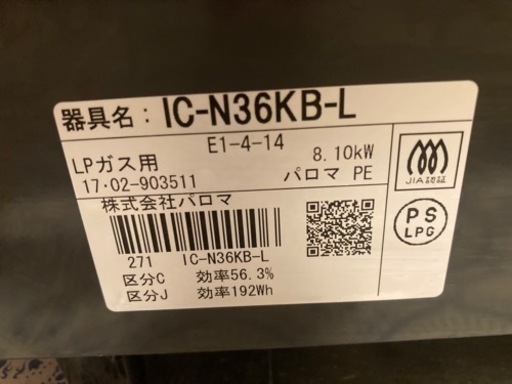 器具名：IC-N36KB-L
E1-4-14
LPガス用 8.10kW
17・02-903511 パロマ PE
株式会社パロマ
271 IC-N36KB-L
区分C 効率56.3%
区分J 効率192Wh
JIA認証
PS
LPG